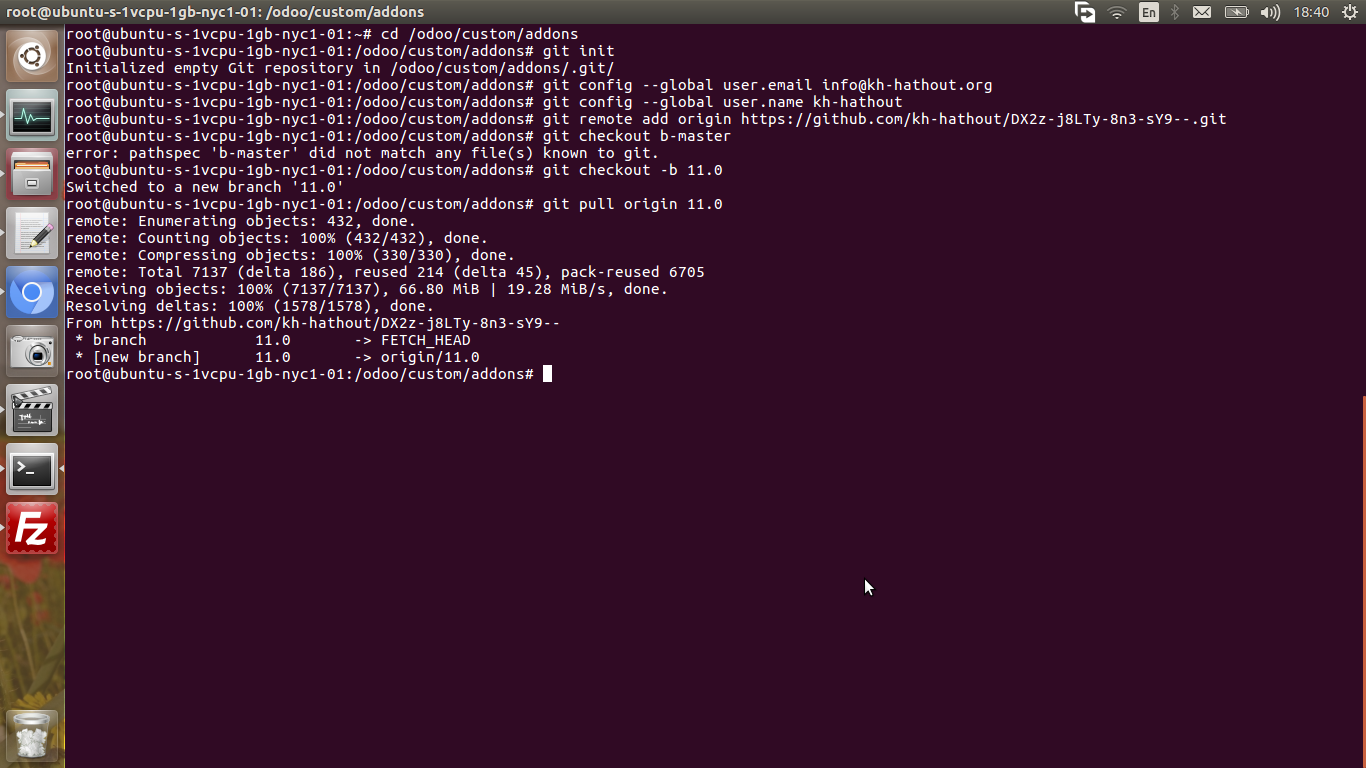 root@ubuntu-s-1vcpu-1gb-nyc1-01: /odoo/custom/addons
En
18:40
root@ubuntu-s-1vcpu-1gb-nyc1-01:~# cd /odoo/custom/addons
root@ubuntu-s-1vcpu-1gb-nyc1-01:/odoo/custom/addons# git init
Initialized empty Git repository in /odoo/custom/addons/.git/
root@ubuntu-s-1vcpu-1gb-nyc1-01:/odoo/custom/addons# git config --global user.email info@kh-hathout.org
root@ubuntu-s-1vcpu-1gb-nyc1-01:/odoo/custom/addons# git config --global user.name kh-hathout
root@ubuntu-s-1vcpu-1gb-nyc1-01:/odoo/custom/addons# git remote add origin https://github.com/kh-hathout/DX2z-j8LTy-8n3-sY9--.git
root@ubuntu-s-1vcpu-1gb-nyc1-01:/odoo/custom/addons# git checkout b-master
error: pathspec 'b-master' did not match any file(s) known to git.
root@ubuntu-s-1vcpu-1gb-nyc1-01:/odoo/custom/addons# git checkout -b 11.0
Switched to a new branch '11.0'
root@ubuntu-s-1vcpu-1gb-nyc1-01:/odoo/custom/addons# git pull origin 11.0
remote: Enumerating objects: 432, done.
remote: Counting objects: 100% (432/432), done.
remote: Compressing objects: 100% (330/330), done.
remote: Total 7137 (delta 186), reused 214 (delta 45), pack-reused 6705
Receiving objects: 100% (7137/7137), 66.80 MiB | 19.28 MiB/s, done.
Resolving deltas: 100% (1578/1578), done.
From https://github.com/kh-hathout/DX2z-j8LTy-8n3-sY9--
 * branch            11.0       -> FETCH_HEAD
 * [new branch]      11.0       -> origin/11.0
root@ubuntu-s-1vcpu-1gb-nyc1-01:/odoo/custom/addons#
>_
Fz